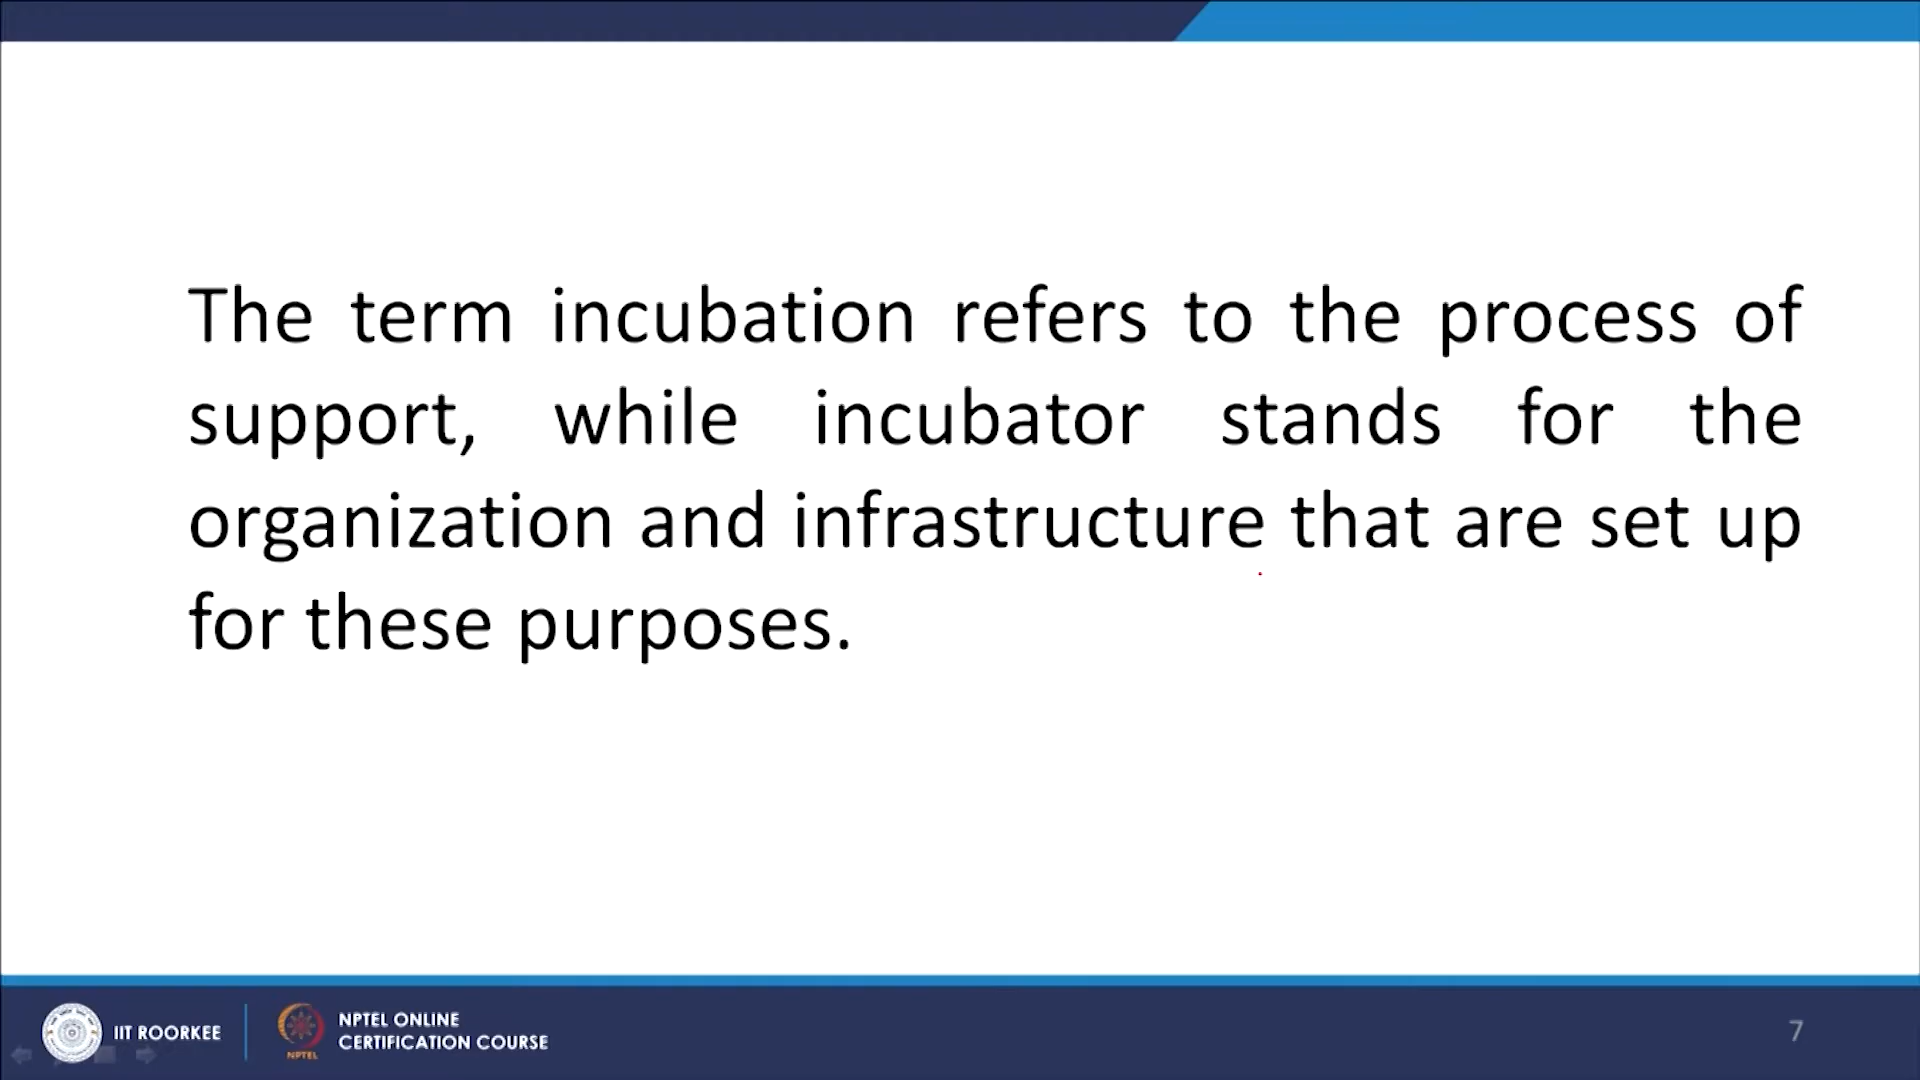 The term incubation refers to the process of
support, while incubator stands for the
organization and infrastructure that are set up
for these purposes.
IIT ROORKEE
NPTEL
NPTEL ONLINE
CERTIFICATION COURSE
7